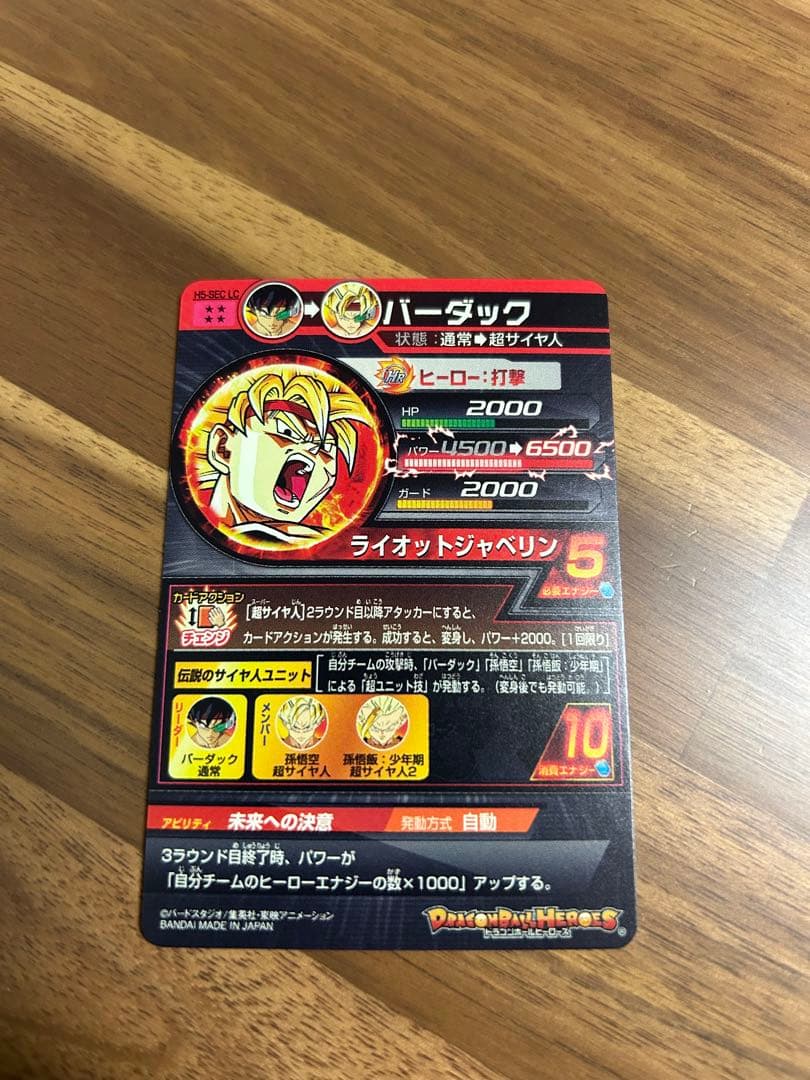 H5-SEC LC
★★
★★
バーダック
状態:通常➡超サイヤ人
HR ヒーロー:打撃
HP 2000
パワー 4500➡6500
ガード 2000
ライオットジャベリン 5
必要エナジー
カードアクション
チェンジ
[超サイヤ人]2ラウンド目以降アタッカーにすると、
カードアクションが発生する。成功すると、変身し、パワー+2000。[1回限り]
伝説のサイヤ人ユニット
自分チームの攻撃時、「バーダック」「孫悟空」「孫悟飯:少年期」
による「超ユニット技」が発動する。(変身後でも発動可能。)
リーダー
バーダック
通常
メンバー
孫悟空
超サイヤ人
孫悟飯:少年期
超サイヤ人2
10
消費エナジー
アビリティ 未来への決意 発動方式 自動
3ラウンド目終了時、パワーが
「自分チームのヒーローエナジーの数×1000」アップする。
©バードスタジオ/集英社・東映アニメーション
BANDAI MADE IN JAPAN
DRAGONBALL HEROES
ドラゴンボールヒーローズ